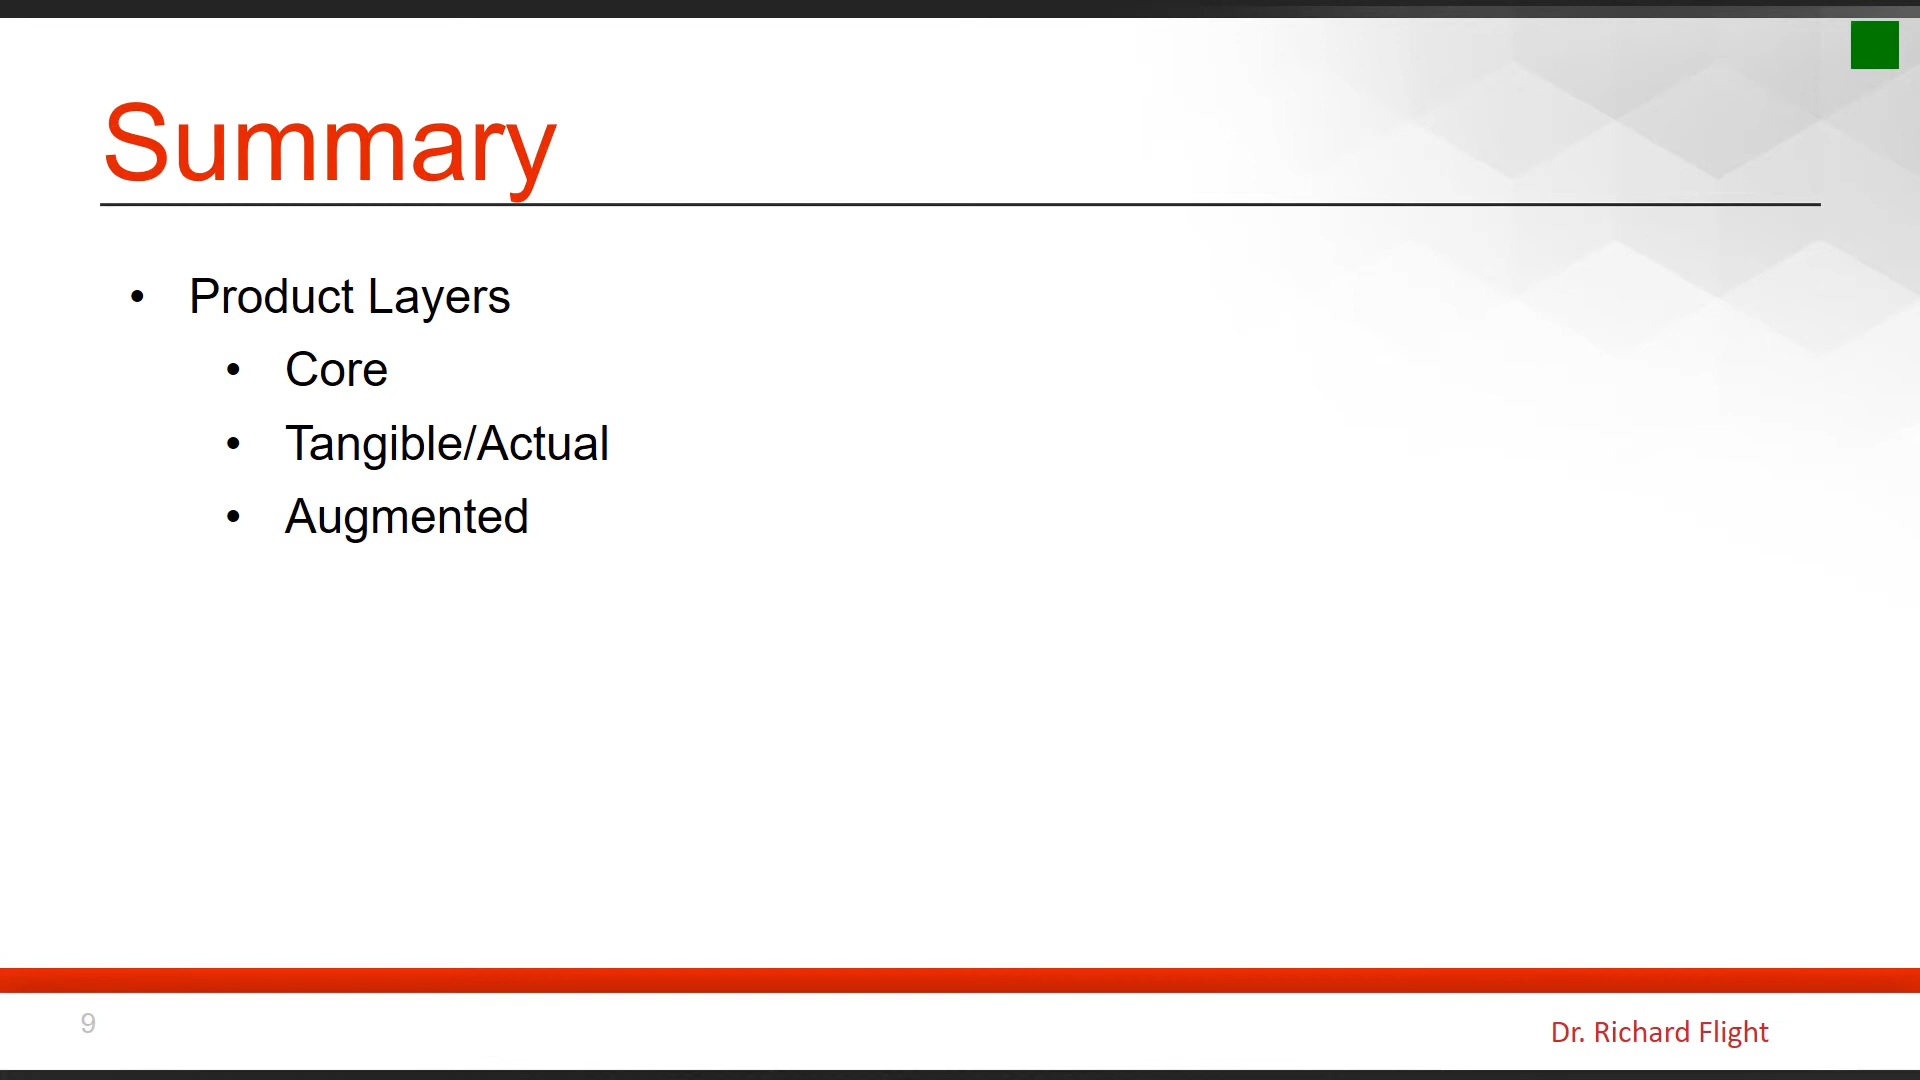 Summary
• Product Layers
• Core
• Tangible/Actual
• Augmented
9
Dr. Richard Flight